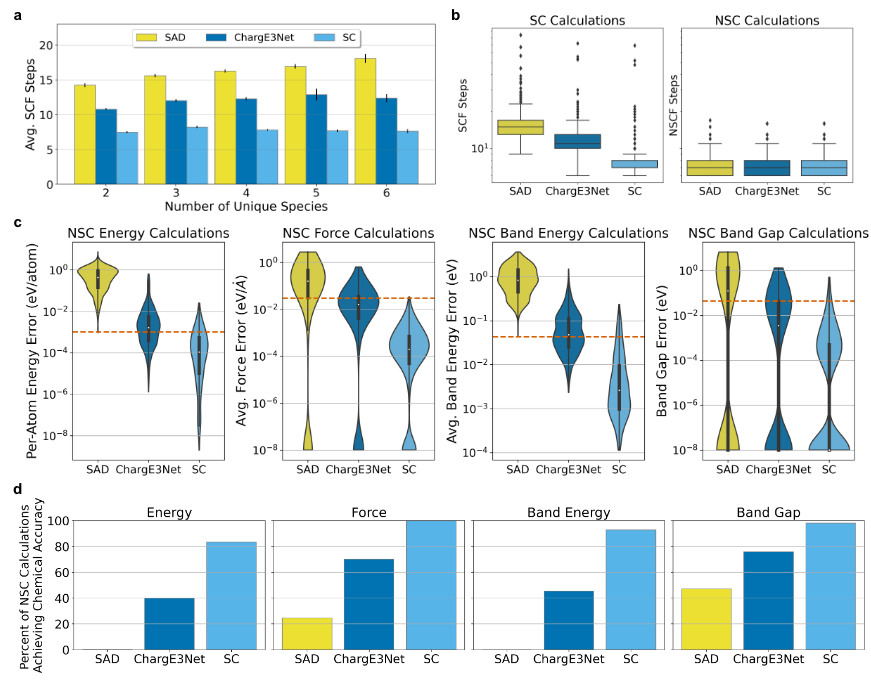 a
SAD ChargE3Net SC
Avg. SCF Steps
20
15
10
5
0
2 3 4 5 6
Number of Unique Species
b
SC Calculations NSC Calculations
SCF Steps
10¹
NSCF Steps
SAD ChargE3Net SC SAD ChargE3Net SC
c
NSC Energy Calculations NSC Force Calculations NSC Band Energy Calculations NSC Band Gap Calculations
Per-Atom Energy Error (eV/atom)
10⁰
10⁻²
10⁻⁴
10⁻⁶
10⁻⁸
SAD ChargE3Net SC
Avg. Force Error (eV/Å)
10⁰
10⁻²
10⁻⁴
10⁻⁶
10⁻⁸
SAD ChargE3Net SC
Avg. Band Energy Error (eV)
10⁰
10⁻¹
10⁻²
10⁻³
10⁻⁴
SAD ChargE3Net SC
Band Gap Error (eV)
10⁰
10⁻²
10⁻⁴
10⁻⁶
10⁻⁸
SAD ChargE3Net SC
d
Percent of NSC Calculations
Achieving Chemical Accuracy
Energy Force Band Energy Band Gap
100
80
60
40
20
0
SAD ChargE3Net SC SAD ChargE3Net SC SAD ChargE3Net SC SAD ChargE3Net SC